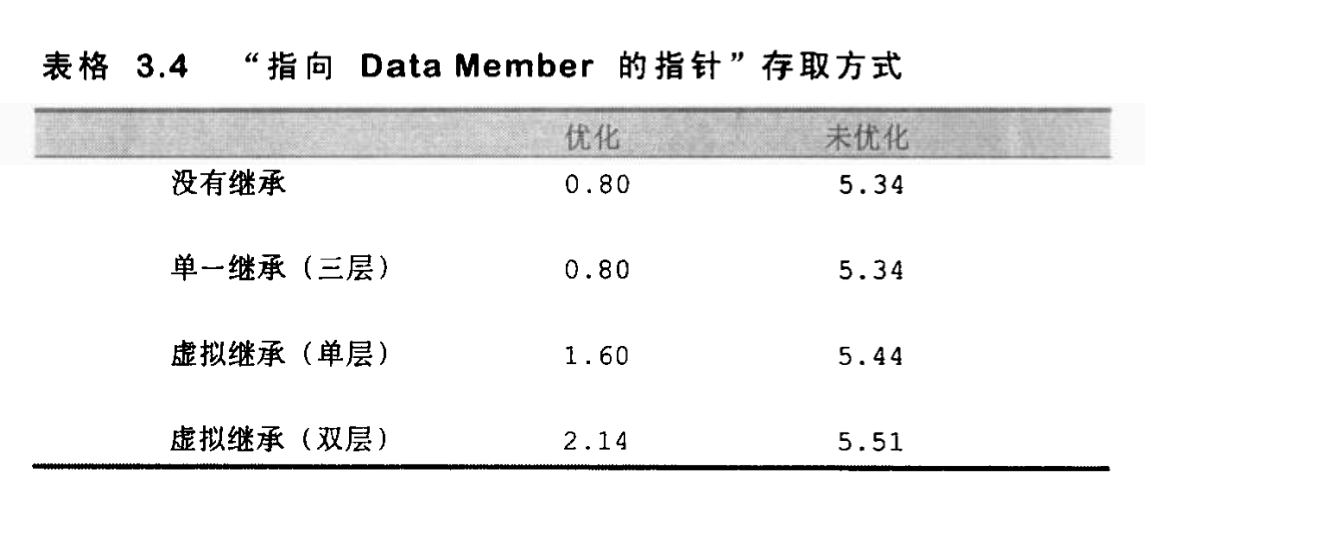 表格 3.4 “指向 Data Member 的指针”存取方式
优化 未优化
没有继承 0.80 5.34
单一继承（三层） 0.80 5.34
虚拟继承（单层） 1.60 5.44
虚拟继承（双层） 2.14 5.51